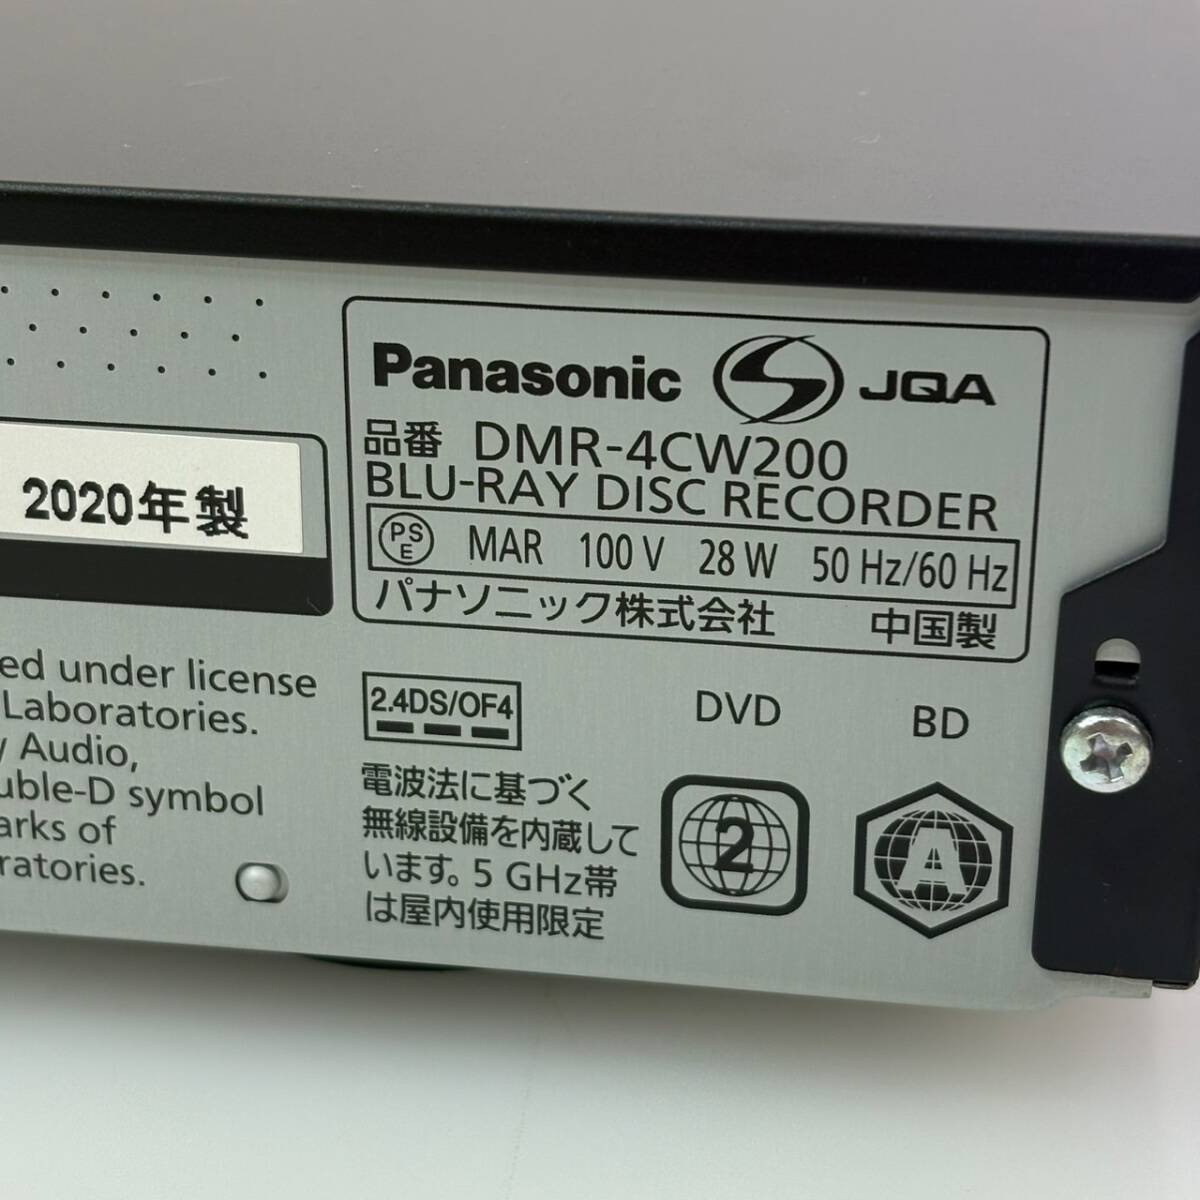 Panasonic JQA
品番 DMR-4CW200
BLU-RAY DISC RECORDER
PS E MAR 100 V 28 W 50 Hz/60 Hz
パナソニック株式会社 中国製
2020年製
ed under license
Laboratories.
Audio,
uble-D symbol
arks of
ratories.
2.4DS/OF4
電波法に基づく
無線設備を内蔵して
います。5 GHz帯
は屋内使用限定
DVD
2
BD
A